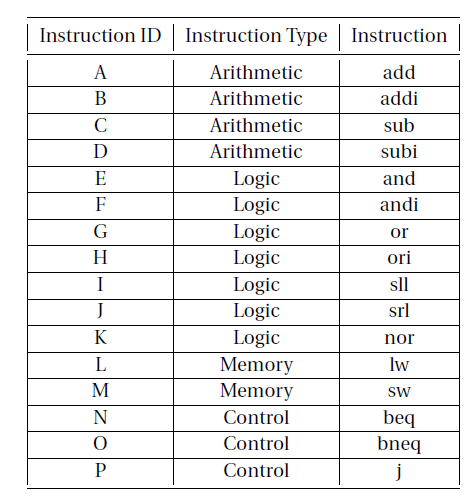 Instruction ID Instruction Type Instruction
A Arithmetic add
B Arithmetic addi
C Arithmetic sub
D Arithmetic subi
E Logic and
F Logic andi
G Logic or
H Logic ori
I Logic sll
J Logic srl
K Logic nor
L Memory lw
M Memory sw
N Control beq
O Control bneq
P Control j